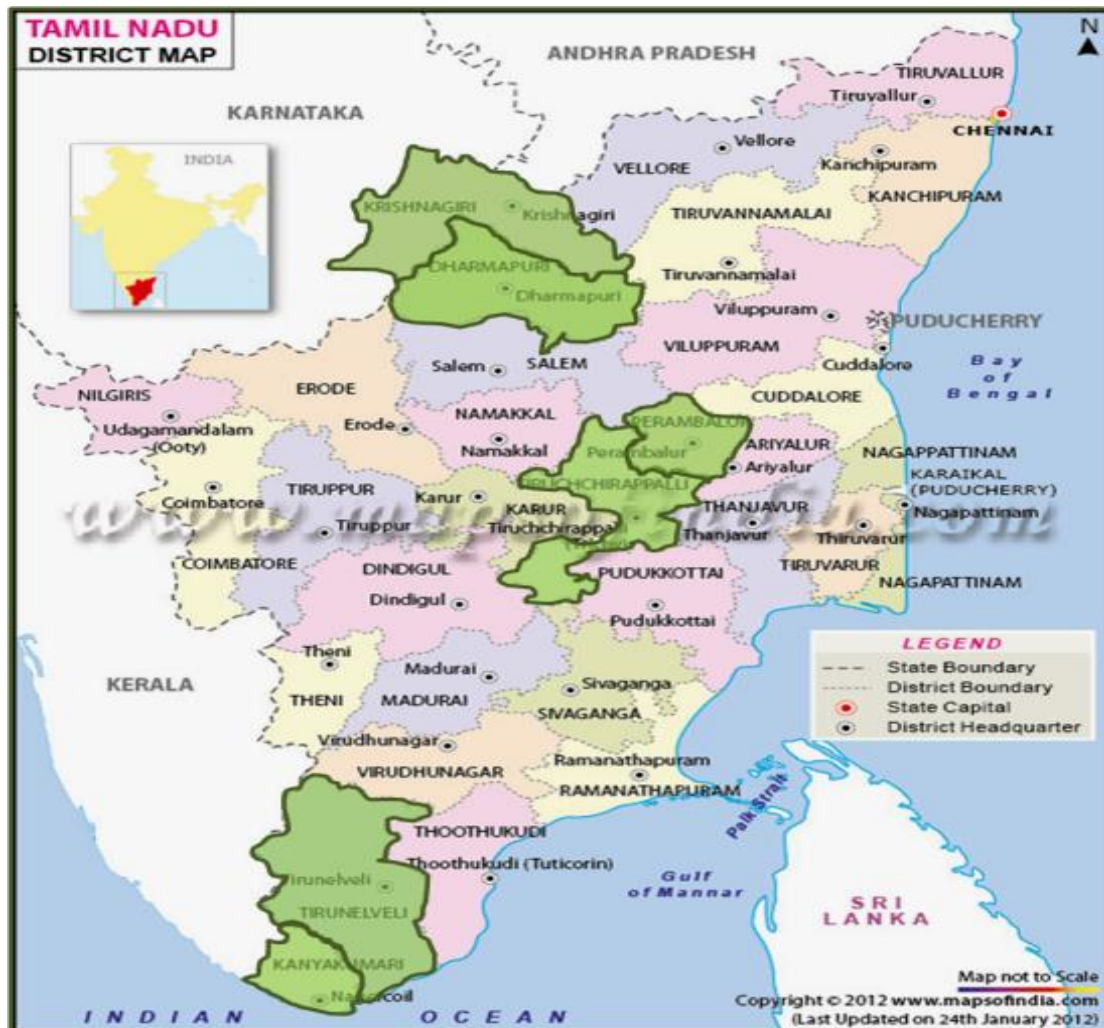 TAMIL NADU
DISTRICT MAP
N
ANDHRA PRADESH
KARNATAKA
INDIA
TIRUVALLUR
Tiruvallur
CHENNAI
Vellore
VELLORE
Kanchipuram
KANCHIPURAM
KRISHNAGIRI
Krishnagiri
TIRUVANNAMALAI
Tiruvannamalai
DHARMAPURI
Dharmapuri
Viluppuram
VILUPPURAM
PUDUCHERRY
Cuddalore
CUDDALORE
Bay
of
Bengal
Salem
SALEM
ERODE
Erode
NILGIRIS
Udagamandalam
(Ooty)
NAMAKKAL
Namakkal
PERAMBALUR
Perambalur
ARIYALUR
Ariyalur
NAGAPPATTINAM
KARAIKAL
(PUDUCHERRY)
Nagapattinam
Coimbatore
COIMBATORE
TIRUPPUR
Tiruppur
Karur
KARUR
Tiruchchirappa
THANJAVUR
Thanjavur
Thiruvarur
TIRUVARUR
NAGAPATTINAM
www.mapsofindia.com
DINDIGUL
Dindigul
PUDUKKOTTAI
Pudukkottai
KERALA
Theni
THENI
Madurai
MADURAI
Sivaganga
SIVAGANGA
Virudhunagar
VIRUDHUNAGAR
Ramanathapuram
RAMANATHAPURAM
LEGEND
State Boundary
District Boundary
State Capital
District Headquarter
Palk Strait
THOOTHUKUDI
Thoothukudi (Tuticorin)
Gulf
of Mannar
SRI
LANKA
TIRUNELVELI
KANYAKUMARI
INDIAN OCEAN
Map not to Scale
Copyright © 2012 www.mapsofindia.com
(Last Updated on 24th January 2012)